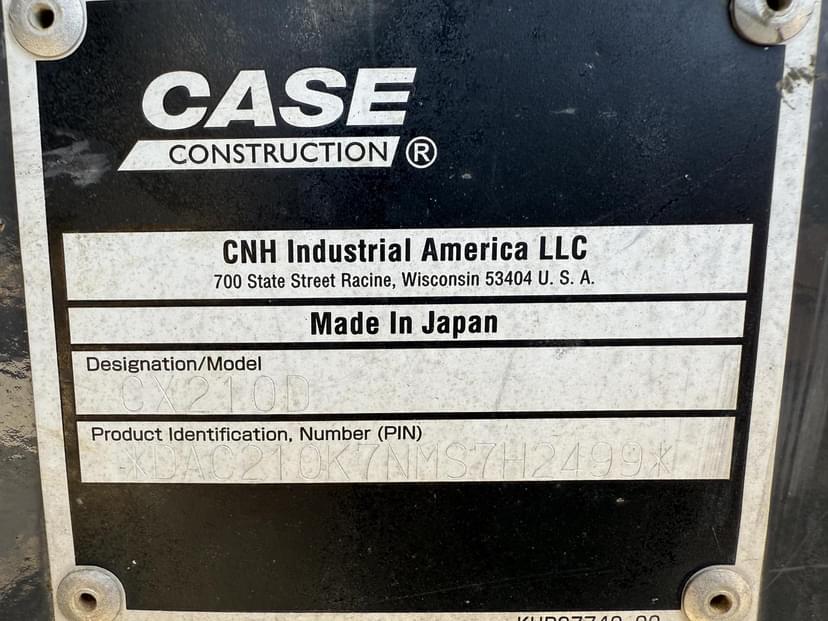 CASE
CONSTRUCTION ®
CNH Industrial America LLC
700 State Street Racine, Wisconsin 53404 U. S. A.
Made In Japan
Designation/Model
CX210D
Product Identification, Number (PIN)
*DAC210K7NMS7H2499*